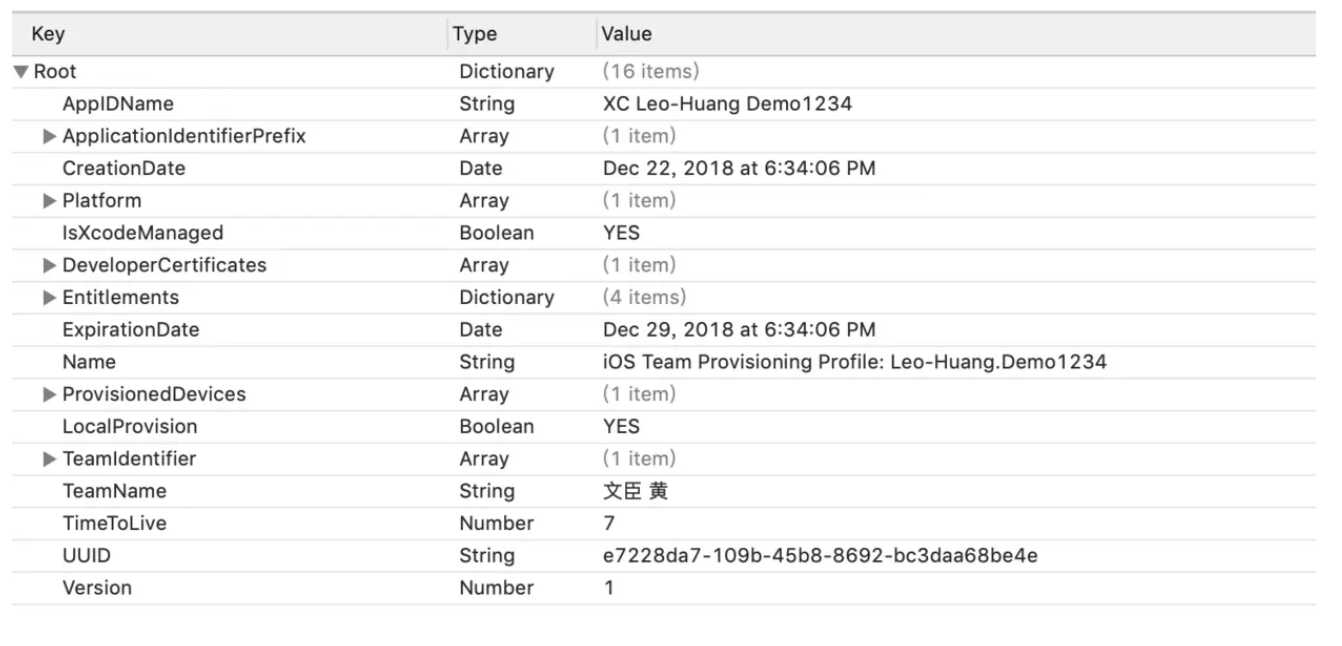 Key Type Value
Root Dictionary (16 items)
AppIDName String XC Leo-Huang Demo1234
ApplicationIdentifierPrefix Array (1 item)
CreationDate Date Dec 22, 2018 at 6:34:06 PM
Platform Array (1 item)
IsXcodeManaged Boolean YES
DeveloperCertificates Array (1 item)
Entitlements Dictionary (4 items)
ExpirationDate Date Dec 29, 2018 at 6:34:06 PM
Name String iOS Team Provisioning Profile: Leo-Huang.Demo1234
ProvisionedDevices Array (1 item)
LocalProvision Boolean YES
TeamIdentifier Array (1 item)
TeamName String 文臣 黄
TimeToLive Number 7
UUID String e7228da7-109b-45b8-8692-bc3daa68be4e
Version Number 1